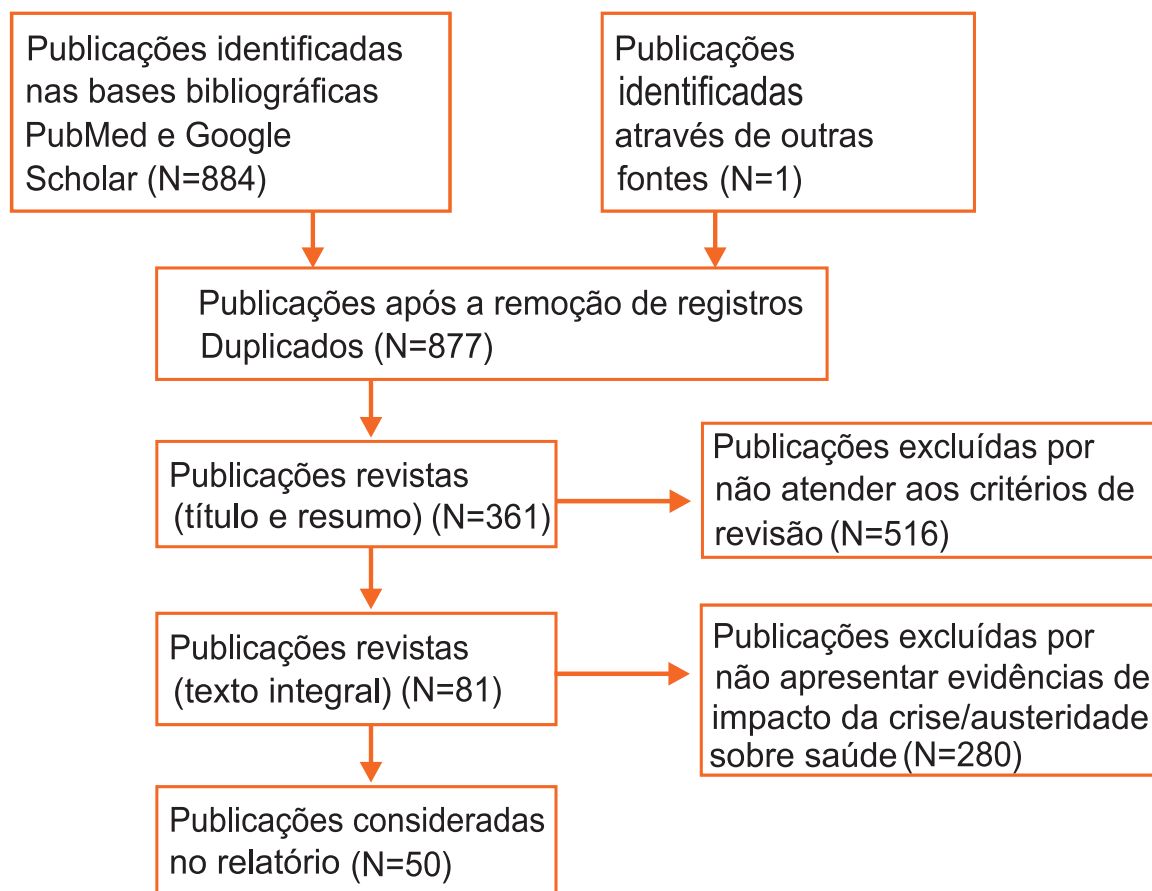 Publicações identificadas
nas bases bibliográficas
PubMed e Google
Scholar (N=884)
Publicações
identificadas
através de outras
fontes (N=1)
Publicações após a remoção de registros
Duplicados (N=877)
Publicações revistas
(título e resumo) (N=361)
Publicações excluídas por
não atender aos critérios de
revisão (N=516)
Publicações revistas
(texto integral) (N=81)
Publicações excluídas por
não apresentar evidências de
impacto da crise/austeridade
sobre saúde (N=280)
Publicações consideradas
no relatório (N=50)